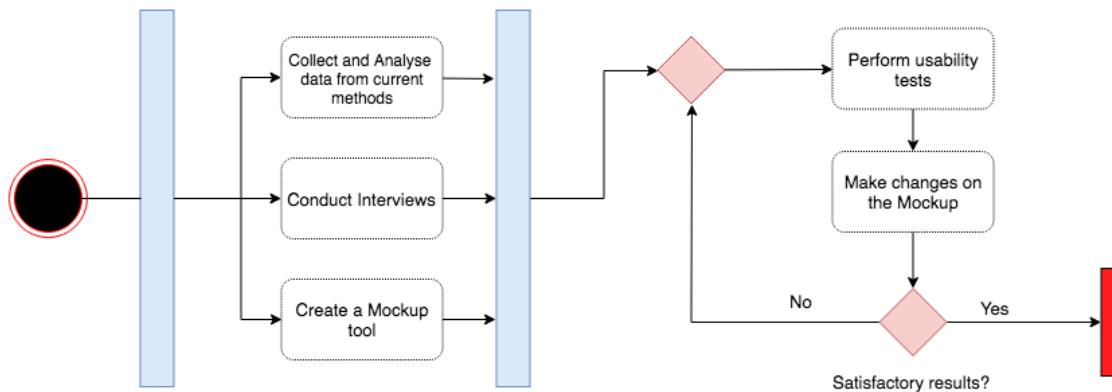 Collect and Analyse
data from current
methods
Conduct Interviews
Create a Mockup
tool
Perform usability
tests
Make changes on
the Mockup
No
Yes
Satisfactory results?